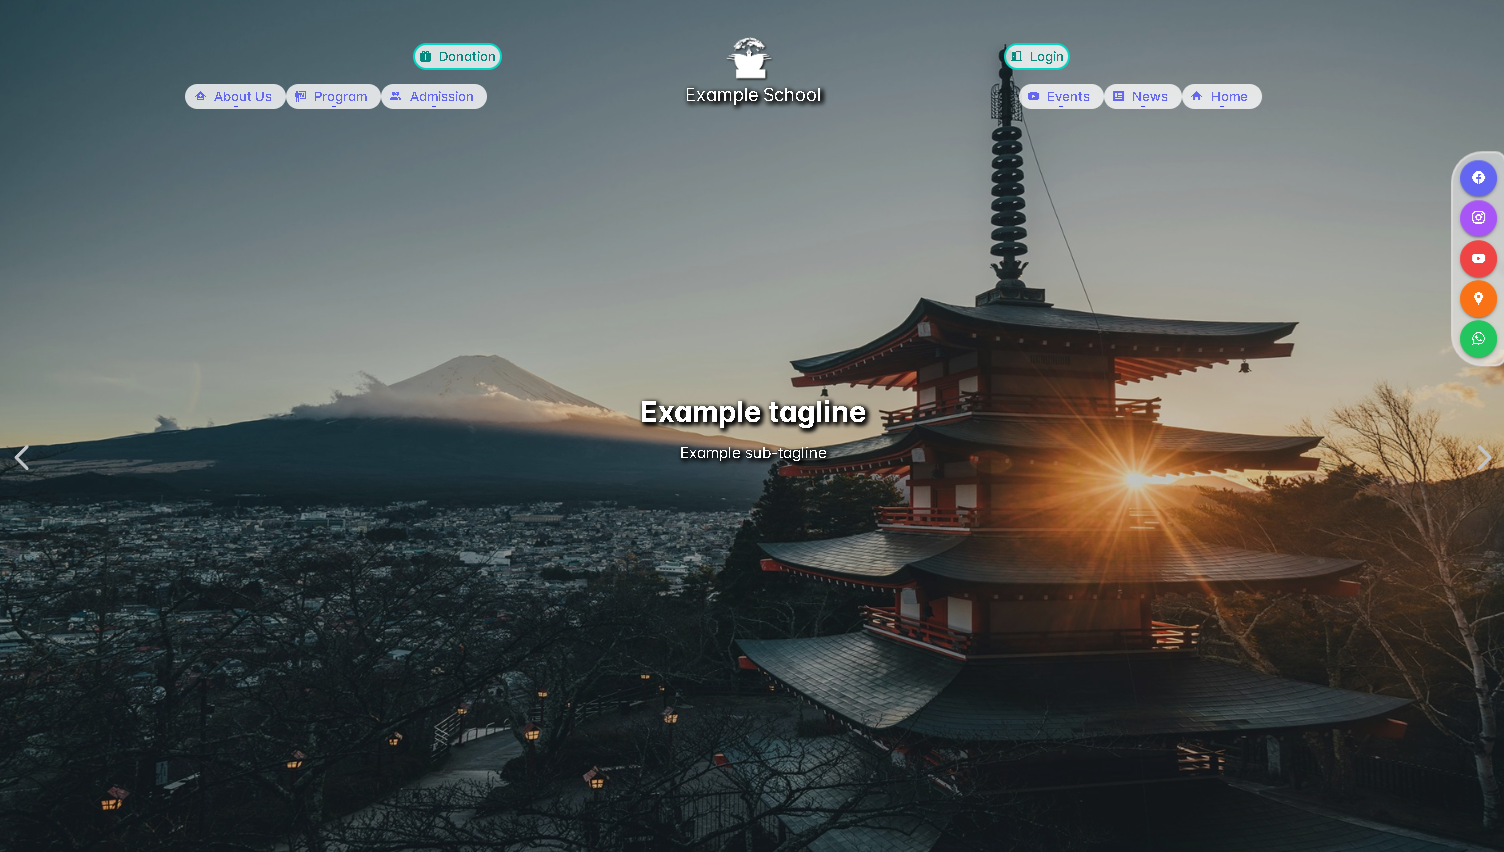 Donation
Login
About Us
Program
Admission
Example School
Events
News
Home
Example tagline
Example sub-tagline